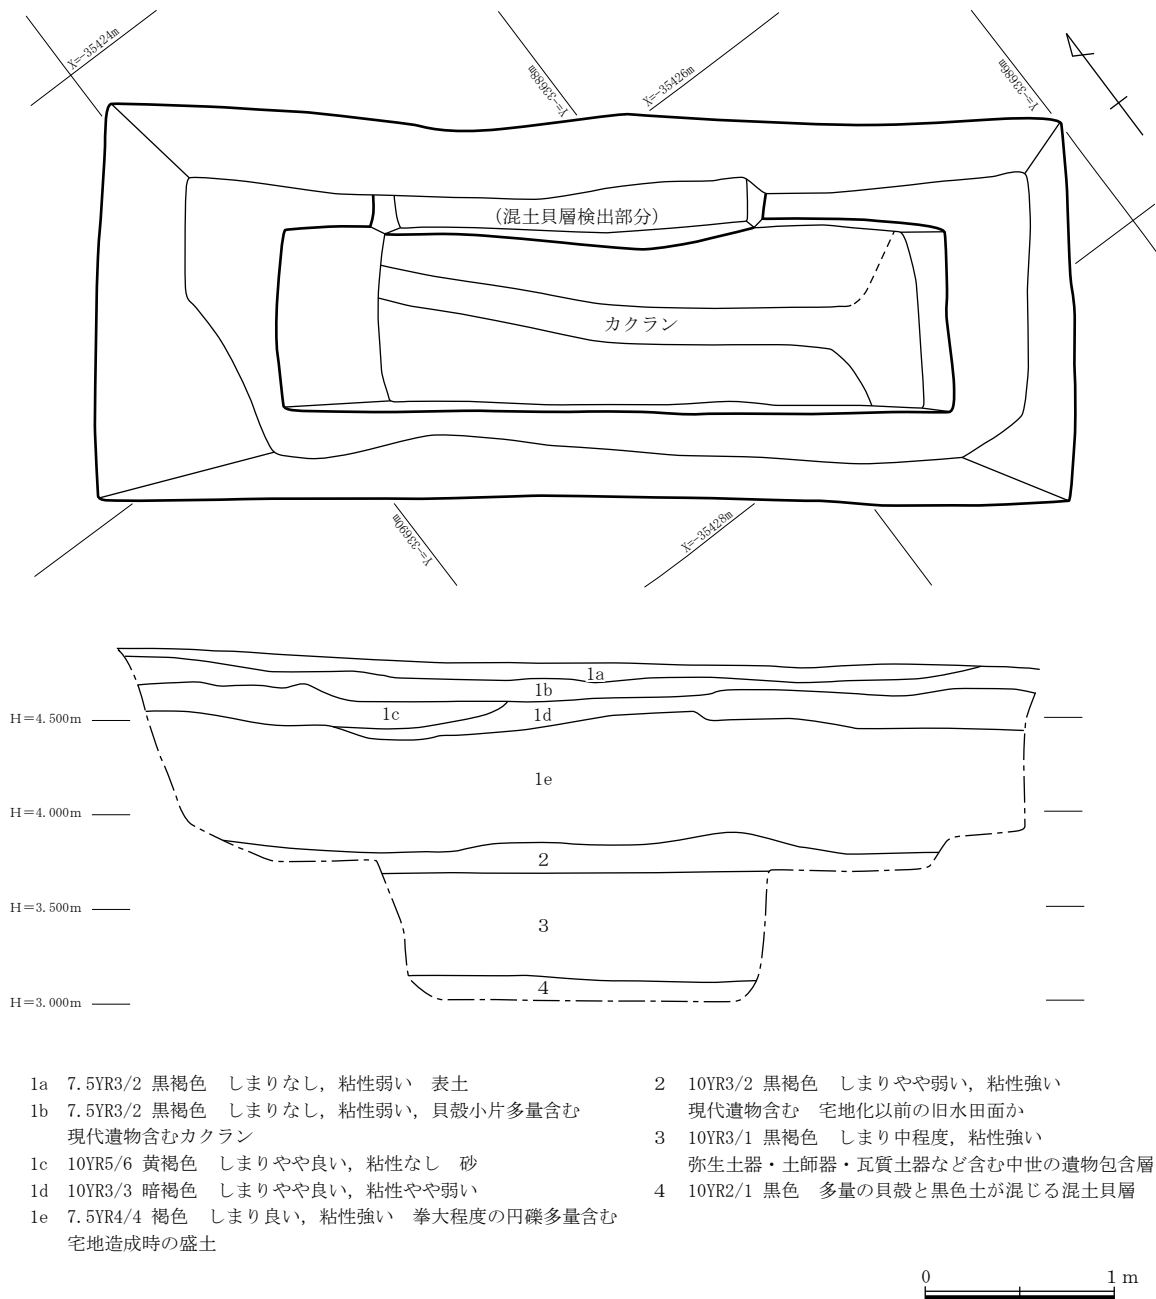 X=-35424m
Y=-33688m
X=-35426m
Y=-33686m
(混土貝層検出部分)
カクラン
Y=-33690m
X=-35428m
1a
1b
1c
1d
H=4.500m
1e
H=4.000m
2
H=3.500m
3
4
H=3.000m
1a 7.5YR3/2 黒褐色　しまりなし，粘性弱い　表土
1b 7.5YR3/2 黒褐色　しまりなし，粘性弱い，貝殻小片多量含む
現代遺物含むカクラン
1c 10YR5/6 黄褐色　しまりやや良い，粘性なし　砂
1d 10YR3/3 暗褐色　しまりやや良い，粘性やや弱い
1e 7.5YR4/4 褐色　しまり良い，粘性強い　拳大程度の円礫多量含む
宅地造成時の盛土
2 10YR3/2 黒褐色　しまりやや弱い，粘性強い
現代遺物含む　宅地化以前の旧水田面か
3 10YR3/1 黒褐色　しまり中程度，粘性強い
弥生土器・土師器・瓦質土器など含む中世の遺物包含層
4 10YR2/1 黒色　多量の貝殻と黒色土が混じる混土貝層
0 1 m